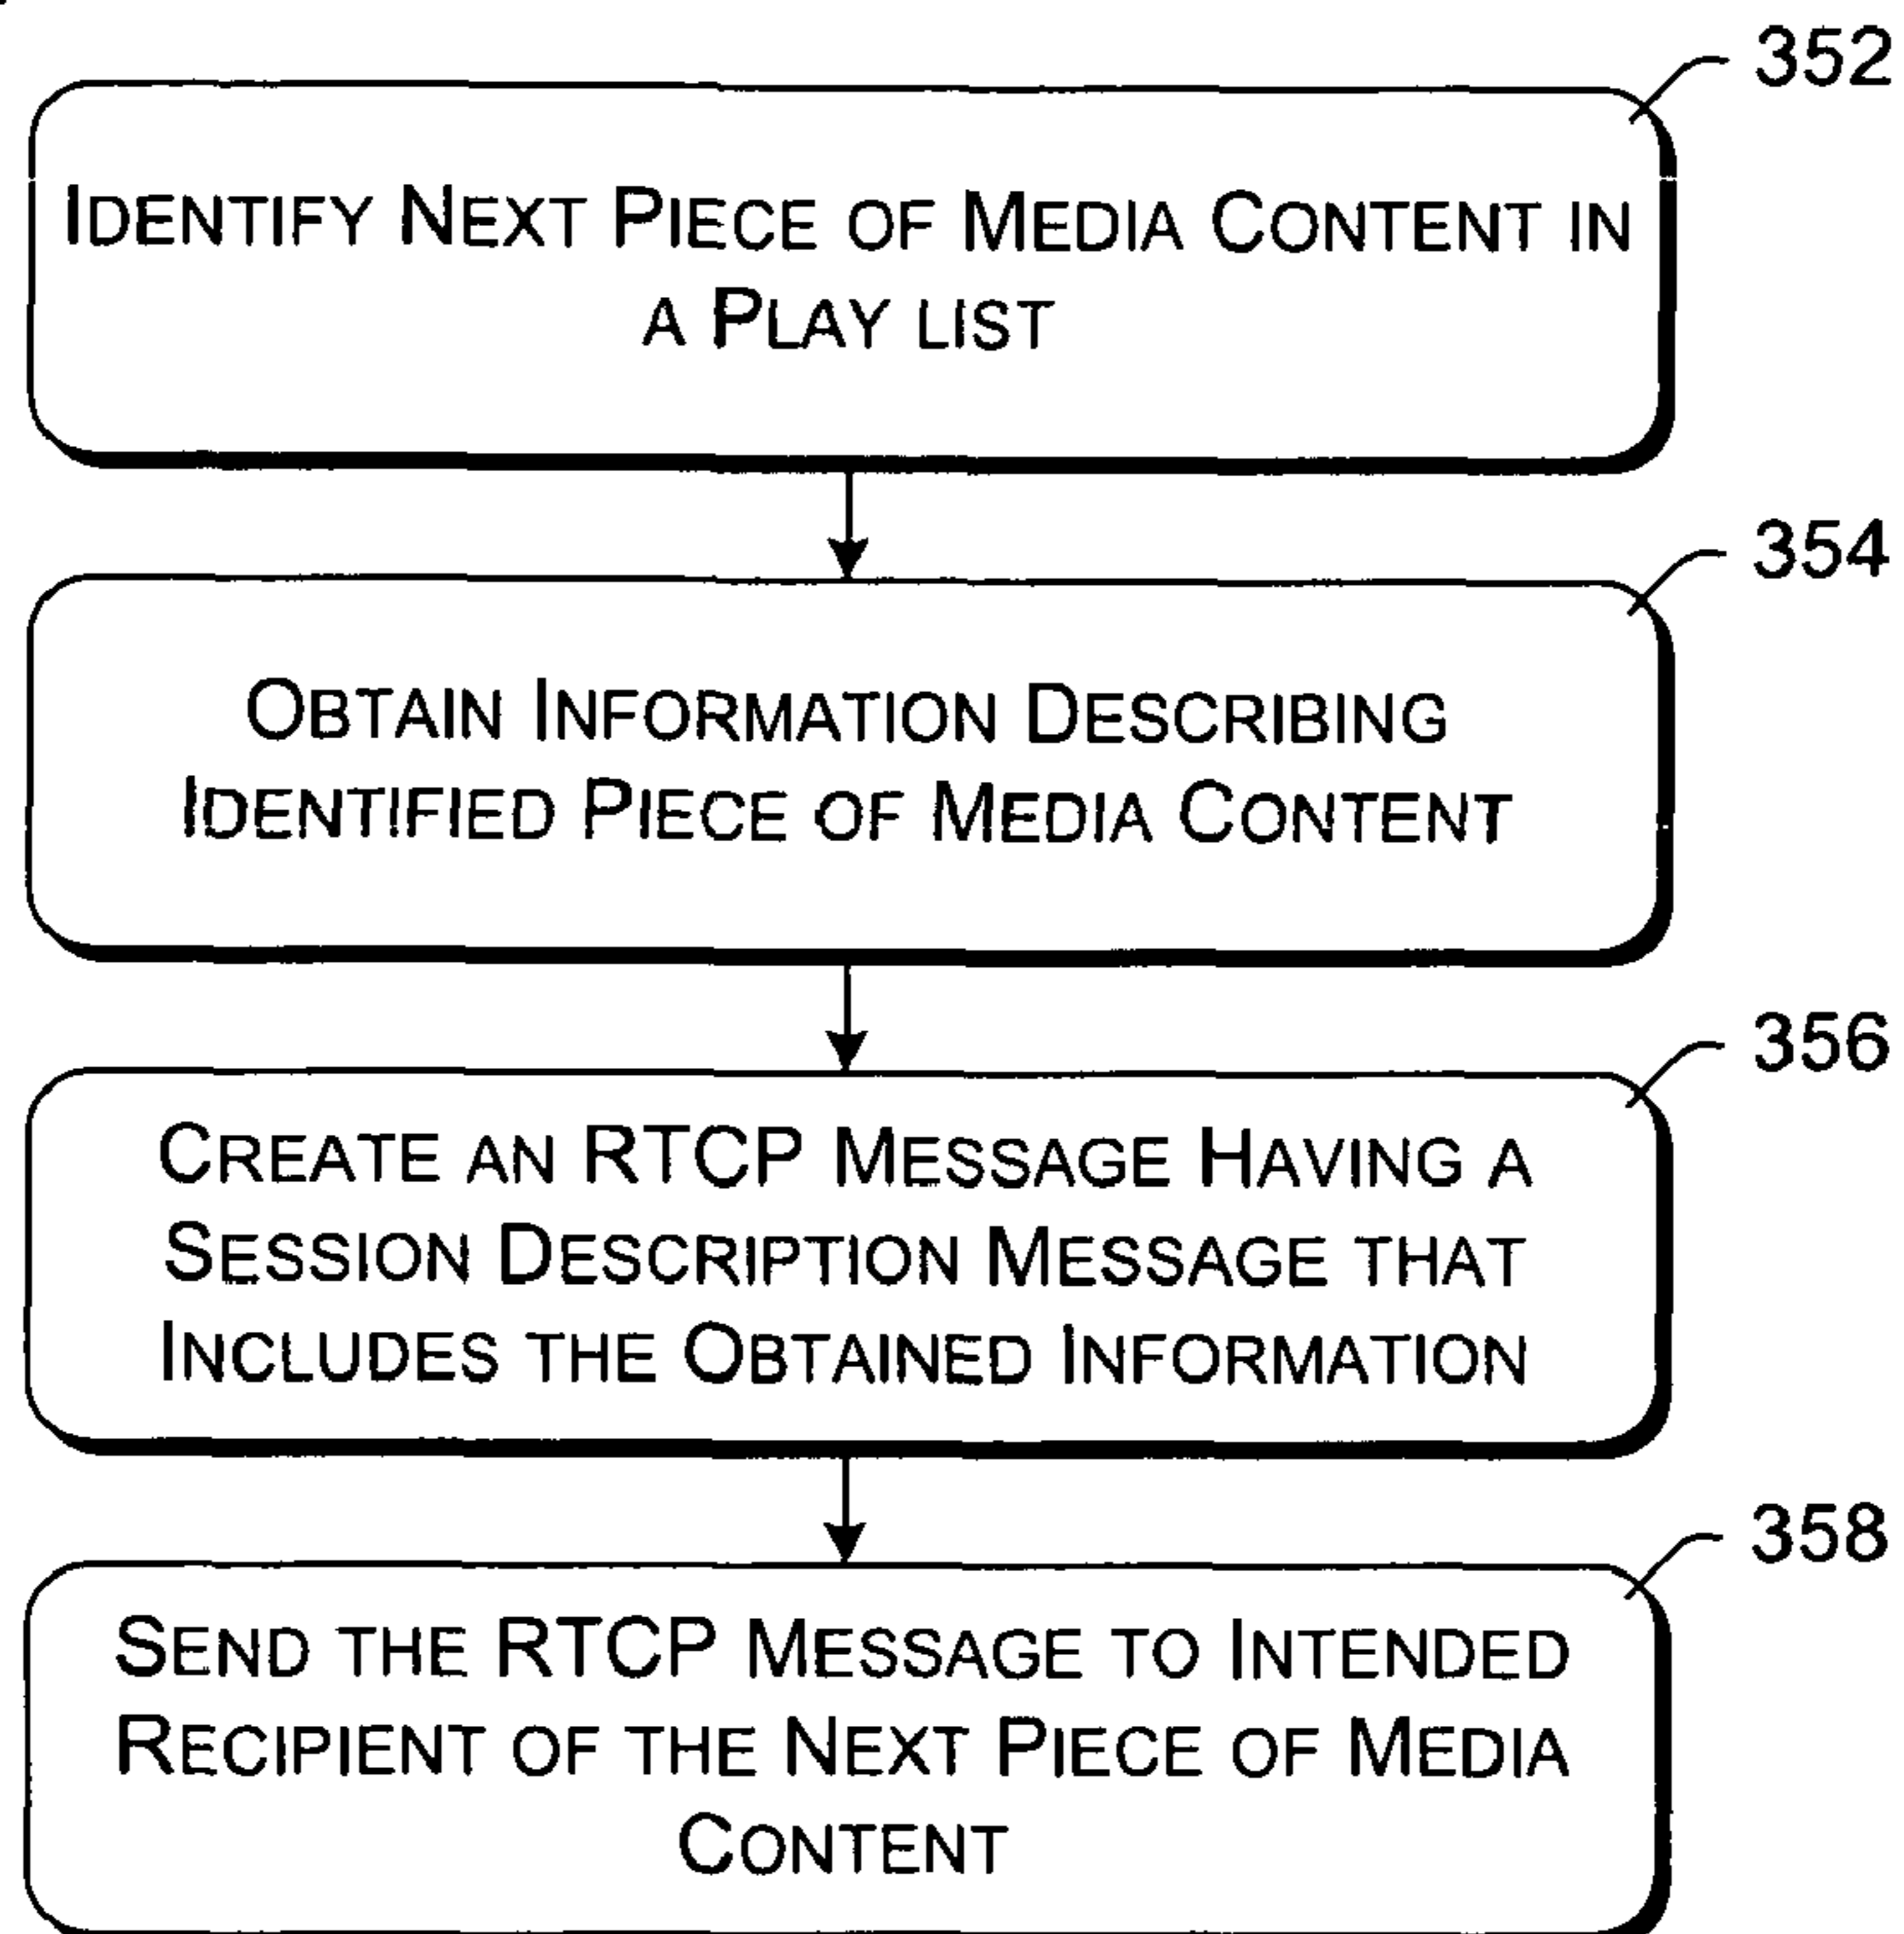 352
IDENTIFY NEXT PIECE OF MEDIA CONTENT IN
A PLAY LIST
354
OBTAIN INFORMATION DESCRIBING
IDENTIFIED PIECE OF MEDIA CONTENT
356
CREATE AN RTCP MESSAGE HAVING A
SESSION DESCRIPTION MESSAGE THAT
INCLUDES THE OBTAINED INFORMATION
358
SEND THE RTCP MESSAGE TO INTENDED
RECIPIENT OF THE NEXT PIECE OF MEDIA
CONTENT